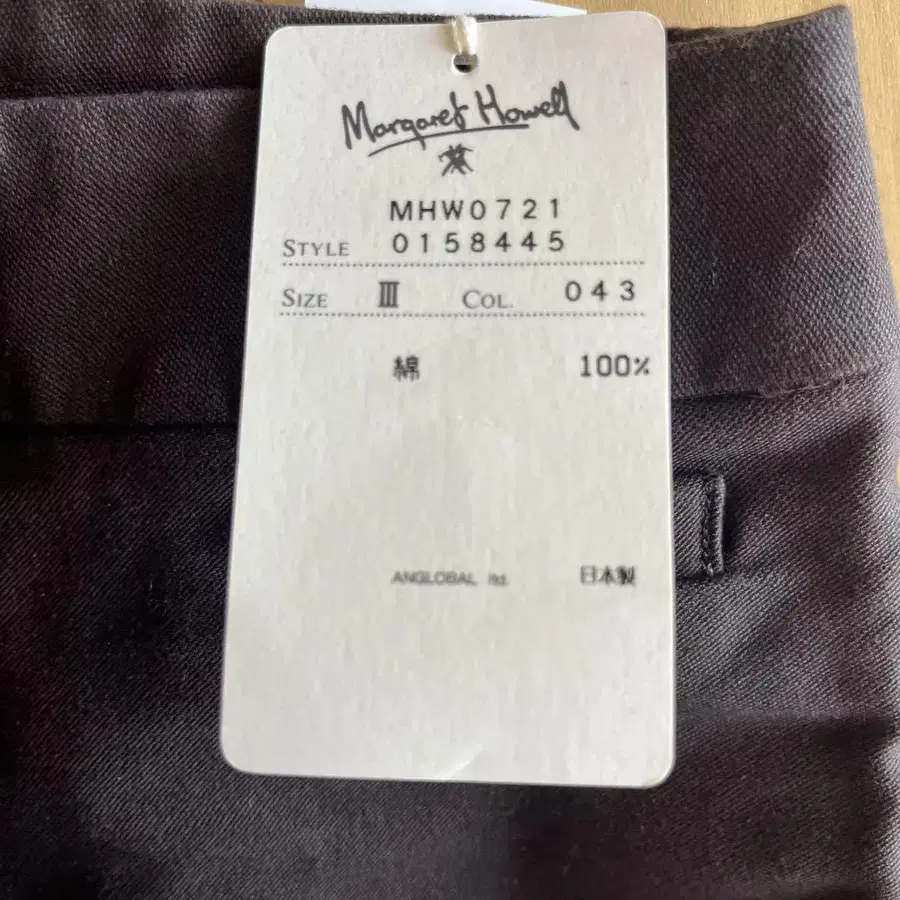 Margaret Howell
MHW0721
STYLE 0158445
SIZE III COL. 043
綿 100%
ANGLOBAL ltd.
日本製